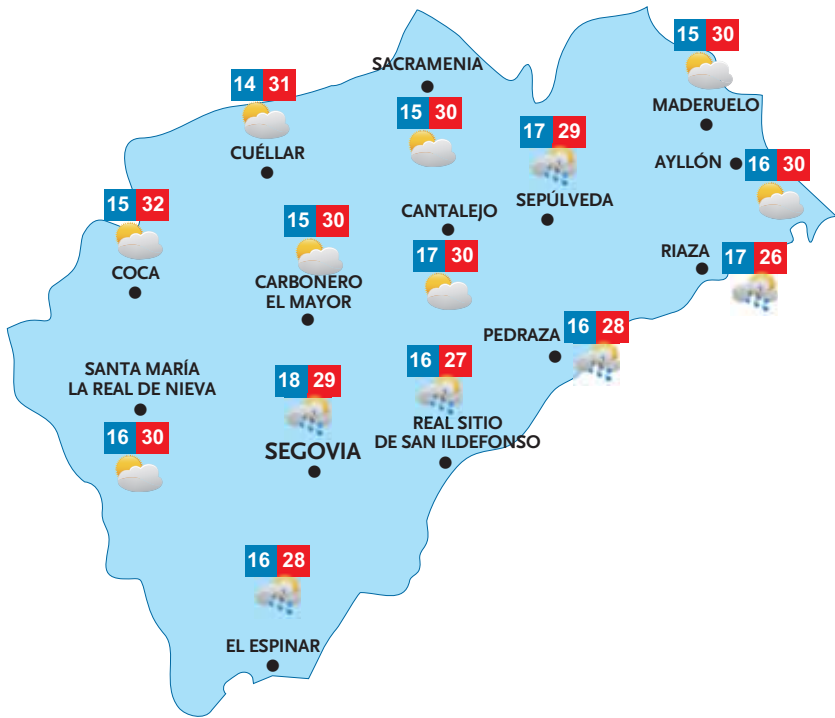 15 30
MADERUELO
SACRAMENIA
15 30
14 31
CUÉLLAR
17 29
SEPÚLVEDA
AYLLÓN
16 30
15 32
COCA
15 30
CARBONERO
EL MAYOR
CANTALEJO
17 30
RIAZA
17 26
PEDRAZA
16 28
SANTA MARÍA
LA REAL DE NIEVA
16 30
18 29
SEGOVIA
16 27
REAL SITIO
DE SAN ILDEFONSO
16 28
EL ESPINAR